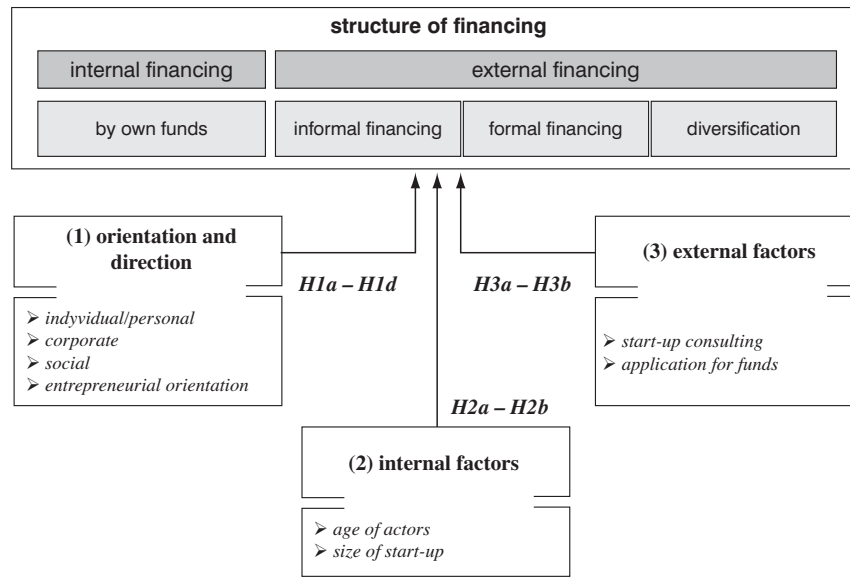 structure of financing
internal financing
external financing
by own funds
informal financing
formal financing
diversification
(1) orientation and
direction
H1a – H1d
➢ indyvidual/personal
➢ corporate
➢ social
➢ entrepreneurial orientation
(3) external factors
H3a – H3b
➢ start-up consulting
➢ application for funds
H2a – H2b
(2) internal factors
➢ age of actors
➢ size of start-up